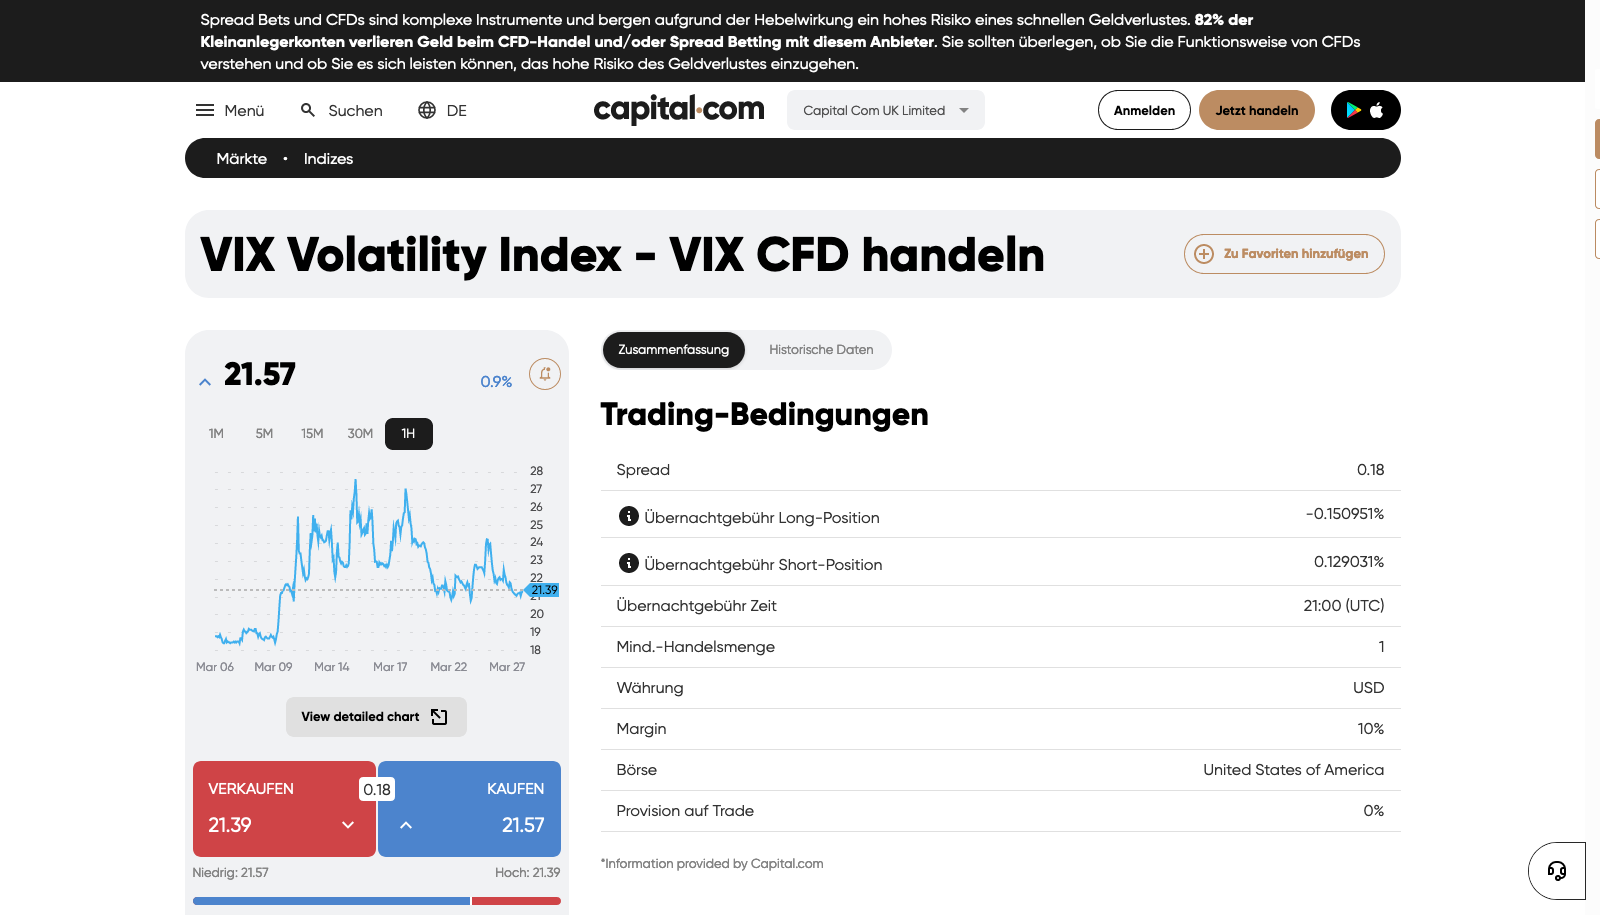 Spread Bets und CFDs sind komplexe Instrumente und bergen aufgrund der Hebelwirkung ein hohes Risiko eines schnellen Geldverlustes. 82% der
Kleinanlegerkonten verlieren Geld beim CFD-Handel und/oder Spread Betting mit diesem Anbieter. Sie sollten überlegen, ob Sie die Funktionsweise von CFDs
verstehen und ob Sie es sich leisten können, das hohe Risiko des Geldverlustes einzugehen.
Menü Suchen DE capital.com Capital Com UK Limited Anmelden Jetzt handeln
Märkte • Indizes
VIX Volatility Index - VIX CFD handeln
Zu Favoriten hinzufügen
21.57 0.9%
1M 5M 15M 30M 1H
28
27
26
25
24
23
22
21.39
21
20
19
18
Mar 06 Mar 09 Mar 14 Mar 17 Mar 22 Mar 27
View detailed chart
VERKAUFEN 0.18 KAUFEN
21.39 21.57
Niedrig: 21.57 Hoch: 21.39
Zusammenfassung Historische Daten
Trading-Bedingungen
Spread 0.18
Übernachtgebühr Long-Position -0.150951%
Übernachtgebühr Short-Position 0.129031%
Übernachtgebühr Zeit 21:00 (UTC)
Mind.-Handelsmenge 1
Währung USD
Margin 10%
Börse United States of America
Provision auf Trade 0%
*Information provided by Capital.com